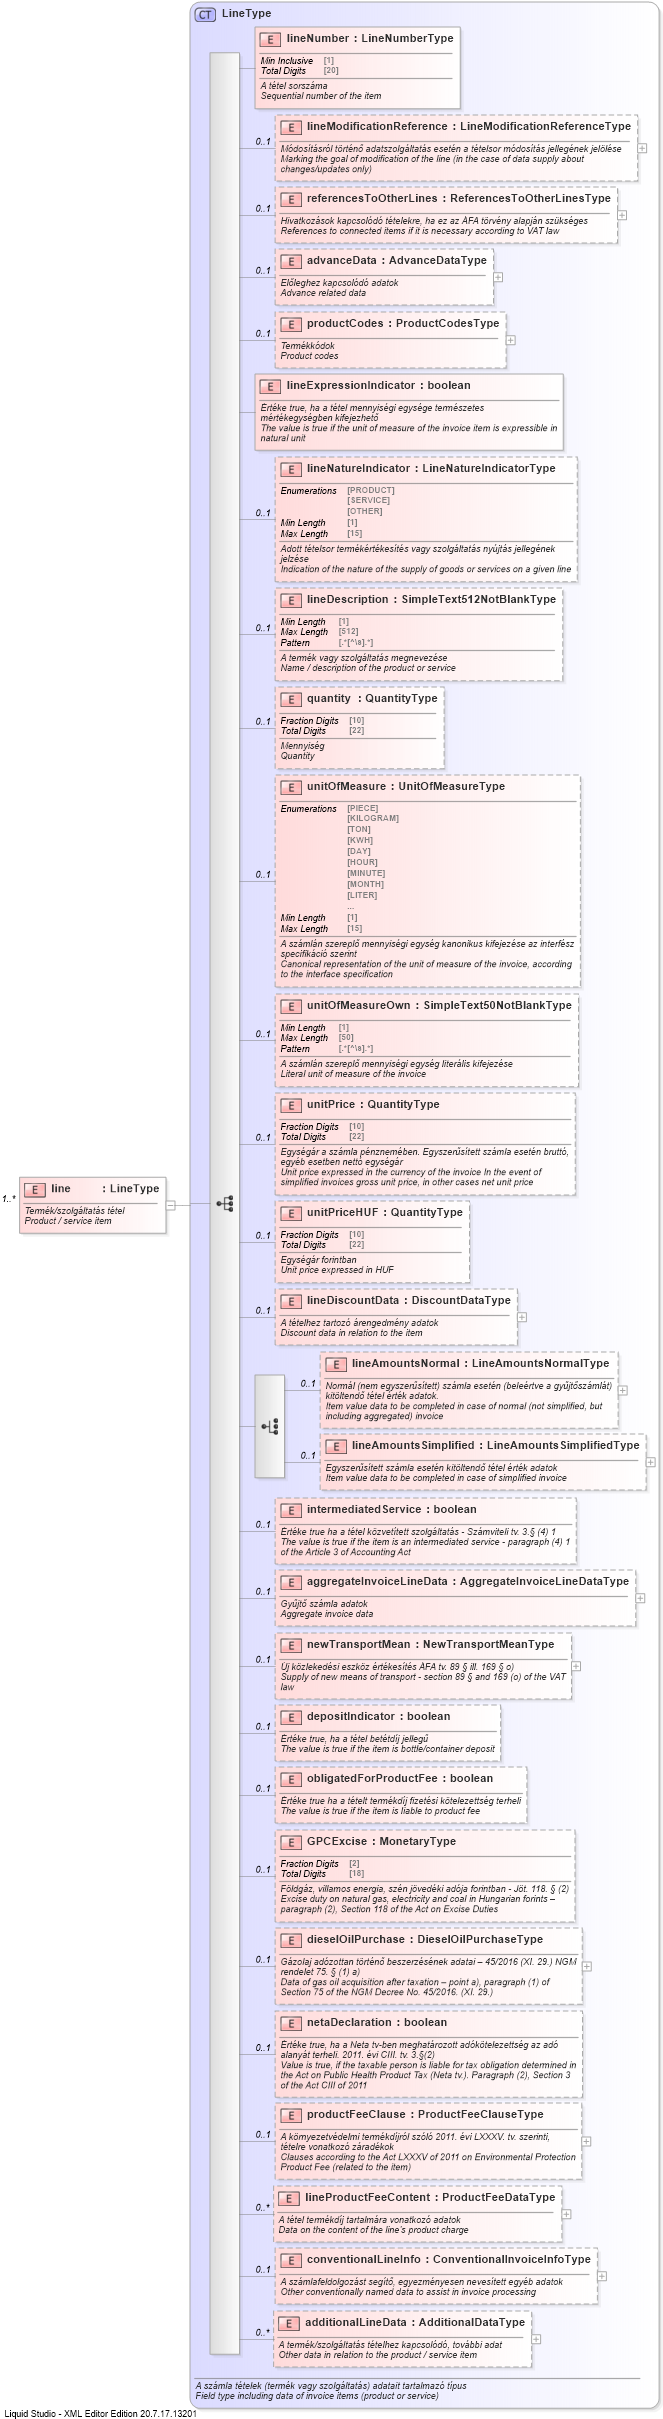 CT LineType
E lineNumber : LineNumberType
Min Inclusive [1]
Total Digits [20]
A tétel sorszáma
Sequential number of the item
0..1
E lineModificationReference : LineModificationReferenceType
Módosításról történő adatszolgáltatás esetén a tételsor módosítás jellegének jelölése
Marking the goal of modification of the line (in the case of data supply about
changes/updates only)
0..1
E referencesToOtherLines : ReferencesToOtherLinesType
Hivatkozások kapcsolódó tételekre, ha ez az ÁFA törvény alapján szükséges
References to connected items if it is necessary according to VAT law
0..1
E advanceData : AdvanceDataType
Előleghez kapcsolódó adatok
Advance related data
0..1
E productCodes : ProductCodesType
Termékkódok
Product codes
E lineExpressionIndicator : boolean
Értéke true, ha a tétel mennyiségi egysége természetes
mértékegységben kifejezhető
The value is true if the unit of measure of the invoice item is expressible in
natural unit
0..1
E lineNatureIndicator : LineNatureIndicatorType
Enumerations [PRODUCT]
[SERVICE]
[OTHER]
Min Length [1]
Max Length [15]
Adott tételsor termékértékesítés vagy szolgáltatás nyújtás jellegének
jelzése
Indication of the nature of the supply of goods or services on a given line
0..1
E lineDescription : SimpleText512NotBlankType
Min Length [1]
Max Length [512]
Pattern [.*[^\s].*]
A termék vagy szolgáltatás megnevezése
Name / description of the product or service
0..1
E quantity : QuantityType
Fraction Digits [10]
Total Digits [22]
Mennyiség
Quantity
0..1
E unitOfMeasure : UnitOfMeasureType
Enumerations [PIECE]
[KILOGRAM]
[TON]
[KWH]
[DAY]
[HOUR]
[MINUTE]
[MONTH]
[LITER]
...
Min Length [1]
Max Length [15]
A számlán szereplő mennyiségi egység kanonikus kifejezése az interfész
specifikáció szerint
Canonical representation of the unit of measure of the invoice, according
to the interface specification
0..1
E unitOfMeasureOwn : SimpleText50NotBlankType
Min Length [1]
Max Length [50]
Pattern [.*[^\s].*]
A számlán szereplő mennyiségi egység literális kifejezése
Literal unit of measure of the invoice
0..1
E unitPrice : QuantityType
Fraction Digits [10]
Total Digits [22]
Egységár a számla pénznemében. Egyszerűsített számla esetén bruttó,
egyéb esetben nettó egységár
Unit price expressed in the currency of the invoice In the event of
simplified invoices gross unit price, in other cases net unit price
1..*
E line : LineType
Termék/szolgáltatás tétel
Product / service item
0..1
E unitPriceHUF : QuantityType
Fraction Digits [10]
Total Digits [22]
Egységár forintban
Unit price expressed in HUF
0..1
E lineDiscountData : DiscountDataType
A tételhez tartozó árengedmény adatok
Discount data in relation to the item
0..1
E lineAmountsNormal : LineAmountsNormalType
Normál (nem egyszerűsített) számla esetén (beleértve a gyűjtőszámlát)
kitöltendő tétel érték adatok.
Item value data to be completed in case of normal (not simplified, but
including aggregated) invoice
0..1
E lineAmountsSimplified : LineAmountsSimplifiedType
Egyszerűsített számla esetén kitöltendő tétel érték adatok
Item value data to be completed in case of simplified invoice
0..1
E intermediatedService : boolean
Értéke true ha a tétel közvetített szolgáltatás - Számviteli tv. 3.§ (4) 1
The value is true if the item is an intermediated service - paragraph (4) 1
of the Article 3 of Accounting Act
0..1
E aggregateInvoiceLineData : AggregateInvoiceLineDataType
Gyűjtő számla adatok
Aggregate invoice data
0..1
E newTransportMean : NewTransportMeanType
Új közlekedési eszköz értékesítés ÁFA tv. 89 § ill. 169 § o)
Supply of new means of transport - section 89 § and 169 (o) of the VAT
law
0..1
E depositIndicator : boolean
Értéke true, ha a tétel betétdíj jellegű
The value is true if the item is bottle/container deposit
0..1
E obligatedForProductFee : boolean
Értéke true ha a tételt termékdíj fizetési kötelezettség terheli
The value is true if the item is liable to product fee
0..1
E GPCExcise : MonetaryType
Fraction Digits [2]
Total Digits [18]
Földgáz, villamos energia, szén jövedéki adója forintban - Jöt. 118. § (2)
Excise duty on natural gas, electricity and coal in Hungarian forints –
paragraph (2), Section 118 of the Act on Excise Duties
0..1
E dieselOilPurchase : DieselOilPurchaseType
Gázolaj adózottan történő beszerzésének adatai – 45/2016 (XI. 29.) NGM
rendelet 75. § (1) a)
Data of gas oil acquisition after taxation – point a), paragraph (1) of
Section 75 of the NGM Decree No. 45/2016. (XI. 29.)
0..1
E netaDeclaration : boolean
Értéke true, ha a Neta tv-ben meghatározott adókötelezettség az adó
alanyát terheli. 2011. évi CIII. tv. 3.§(2)
Value is true, if the taxable person is liable for tax obligation determined in
the Act on Public Health Product Tax (Neta tv.). Paragraph (2), Section 3
of the Act CIII of 2011
0..1
E productFeeClause : ProductFeeClauseType
A környezetvédelmi termékdíjról szóló 2011. évi LXXXV. tv. szerinti,
tételre vonatkozó záradékok
Clauses according to the Act LXXXV of 2011 on Environmental Protection
Product Fee (related to the item)
0..*
E lineProductFeeContent : ProductFeeDataType
A tétel termékdíj tartalmára vonatkozó adatok
Data on the content of the line's product charge
0..1
E conventionalLineInfo : ConventionalInvoiceInfoType
A számlafeldolgozást segítő, egyezményesen nevesített egyéb adatok
Other conventionally named data to assist in invoice processing
0..*
E additionalLineData : AdditionalDataType
A termék/szolgáltatás tételhez kapcsolódó, további adat
Other data in relation to the product / service item
A számla tételek (termék vagy szolgáltatás) adatait tartalmazó típus
Field type including data of invoice items (product or service)
Liquid Studio - XML Editor Edition 20.7.17.13201